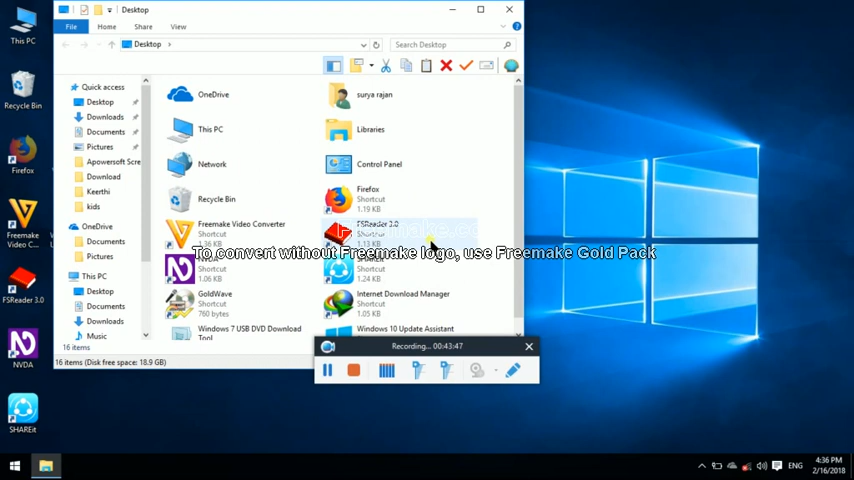 This PC
Recycle Bin
Firefox
Freemake
Video C...
FSReader 3.0
NVDA
SHAREit
Desktop
File
Home
Share
View
Desktop
Search Desktop
Quick access
Desktop
Downloads
Documents
Pictures
Apowersoft Scre
Download
Keerthi
kids
OneDrive
Documents
Pictures
This PC
Desktop
Documents
Downloads
Music
OneDrive
surya rajan
This PC
Libraries
Network
Control Panel
Recycle Bin
Firefox
Shortcut
1.19 KB
Freemake Video Converter
Shortcut
1.36 KB
FSReader 3.0
Shortcut
1.13 KB
To convert without Freemake logo, use Freemake Gold Pack
NVDA
Shortcut
1.06 KB
SHAREit
Shortcut
1.24 KB
GoldWave
Shortcut
760 bytes
Internet Download Manager
Shortcut
1.05 KB
Windows 7 USB DVD Download
Tool
Windows 10 Update Assistant
16 items
16 items (Disk free space: 18.9 GB)
Recording... 00:43:47
ENG
4:36 PM
2/16/2018